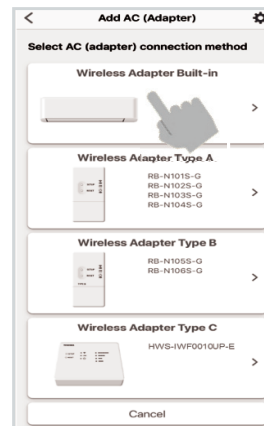 Add AC (Adapter)
Select AC (adapter) connection method
Wireless Adapter Built-in
Wireless Adapter Type A
RB-N101S-G
RB-N102S-G
RB-N103S-G
RB-N104S-G
Wireless Adapter Type B
RB-N105S-G
RB-N106S-G
Wireless Adapter Type C
HWS-IWF0010UP-E
Cancel